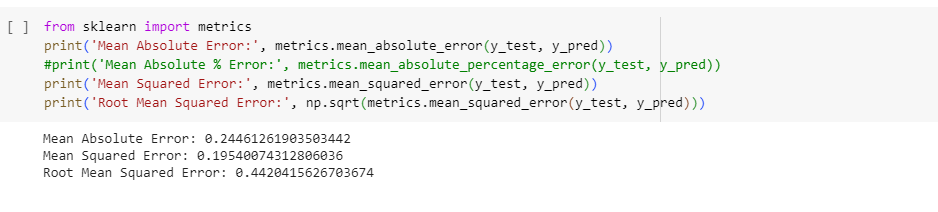 [ ] from sklearn import metrics
print('Mean Absolute Error:', metrics.mean_absolute_error(y_test, y_pred))
#print('Mean Absolute % Error:', metrics.mean_absolute_percentage_error(y_test, y_pred))
print('Mean Squared Error:', metrics.mean_squared_error(y_test, y_pred))
print('Root Mean Squared Error:', np.sqrt(metrics.mean_squared_error(y_test, y_pred)))
Mean Absolute Error: 0.24461261903503442
Mean Squared Error: 0.19540074312806036
Root Mean Squared Error: 0.4420415626703674